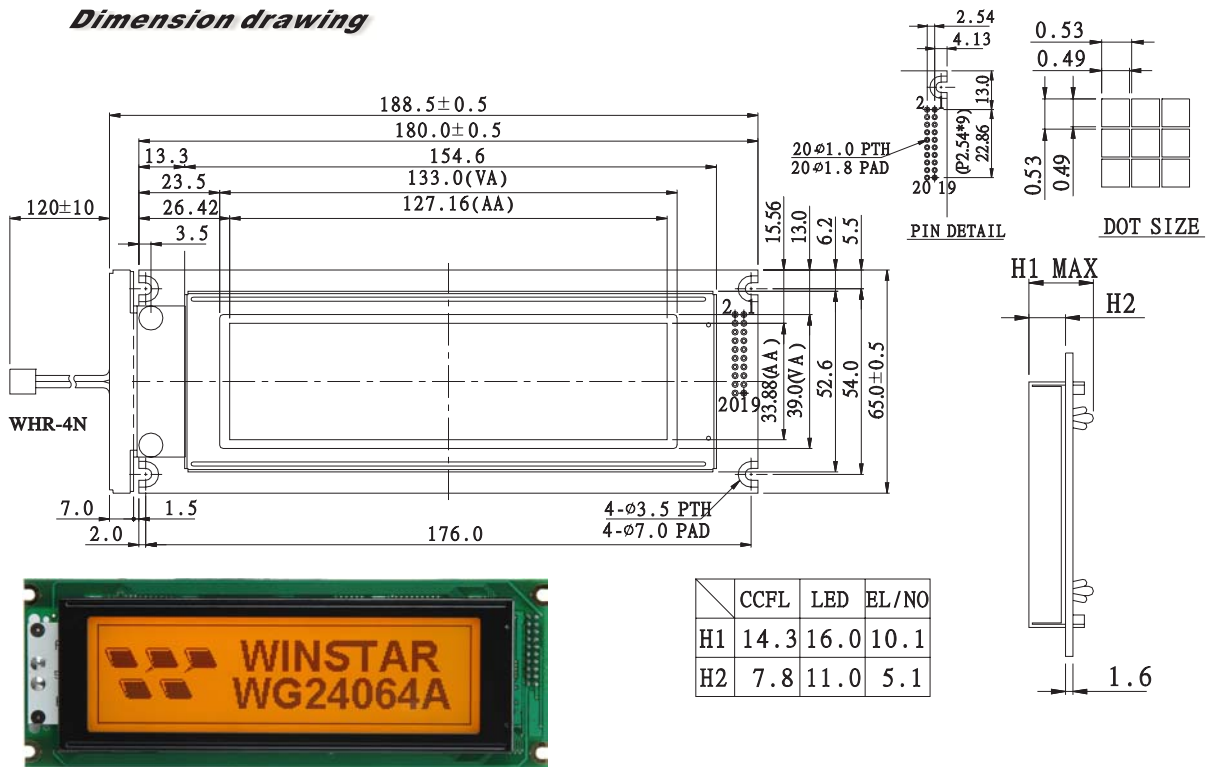 Dimension drawing
188.5±0.5
180.0±0.5
13.3
154.6
23.5
133.0(VA)
26.42
127.16(AA)
120±10
3.5
15.56
13.0
6.2
5.5
2 1
2019
33.88(AA)
39.0(VA)
52.6
54.0
65.0±0.5
WHR-4N
7.0
1.5
2.0
176.0
4-ø3.5 PTH
4-ø7.0 PAD
2.54
4.13
13.0
2 1
(P2.54*9)
22.86
20ø1.0 PTH
20ø1.8 PAD
20 19
PIN DETAIL
0.53
0.49
0.53
0.49
DOT SIZE
H1 MAX
H2
1.6
CCFL LED EL/NO
H1 14.3 16.0 10.1
H2 7.8 11.0 5.1
WINSTAR
WG24064A